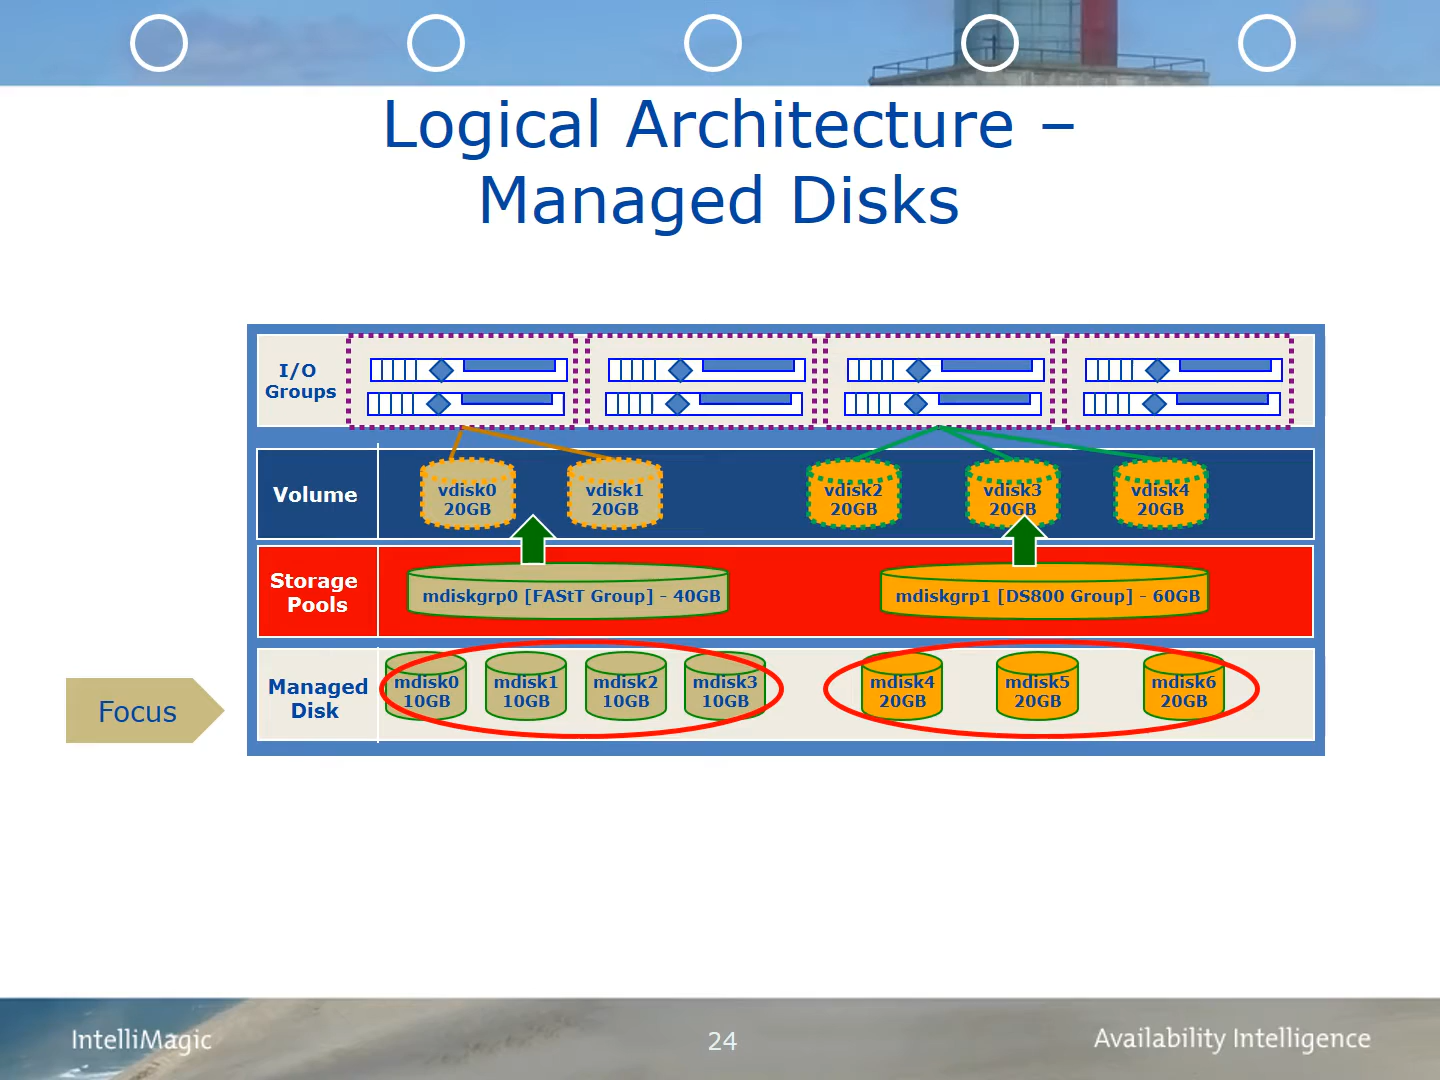 Logical Architecture –
Managed Disks
I/O
Groups
Volume
vdisk0
20GB
vdisk1
20GB
vdisk2
20GB
vdisk3
20GB
vdisk4
20GB
Storage
Pools
mdiskgrp0 [FAStT Group] - 40GB
mdiskgrp1 [DS800 Group] - 60GB
Focus
Managed
Disk
mdisk0
10GB
mdisk1
10GB
mdisk2
10GB
mdisk3
10GB
mdisk4
20GB
mdisk5
20GB
mdisk6
20GB
IntelliMagic
24
Availability Intelligence